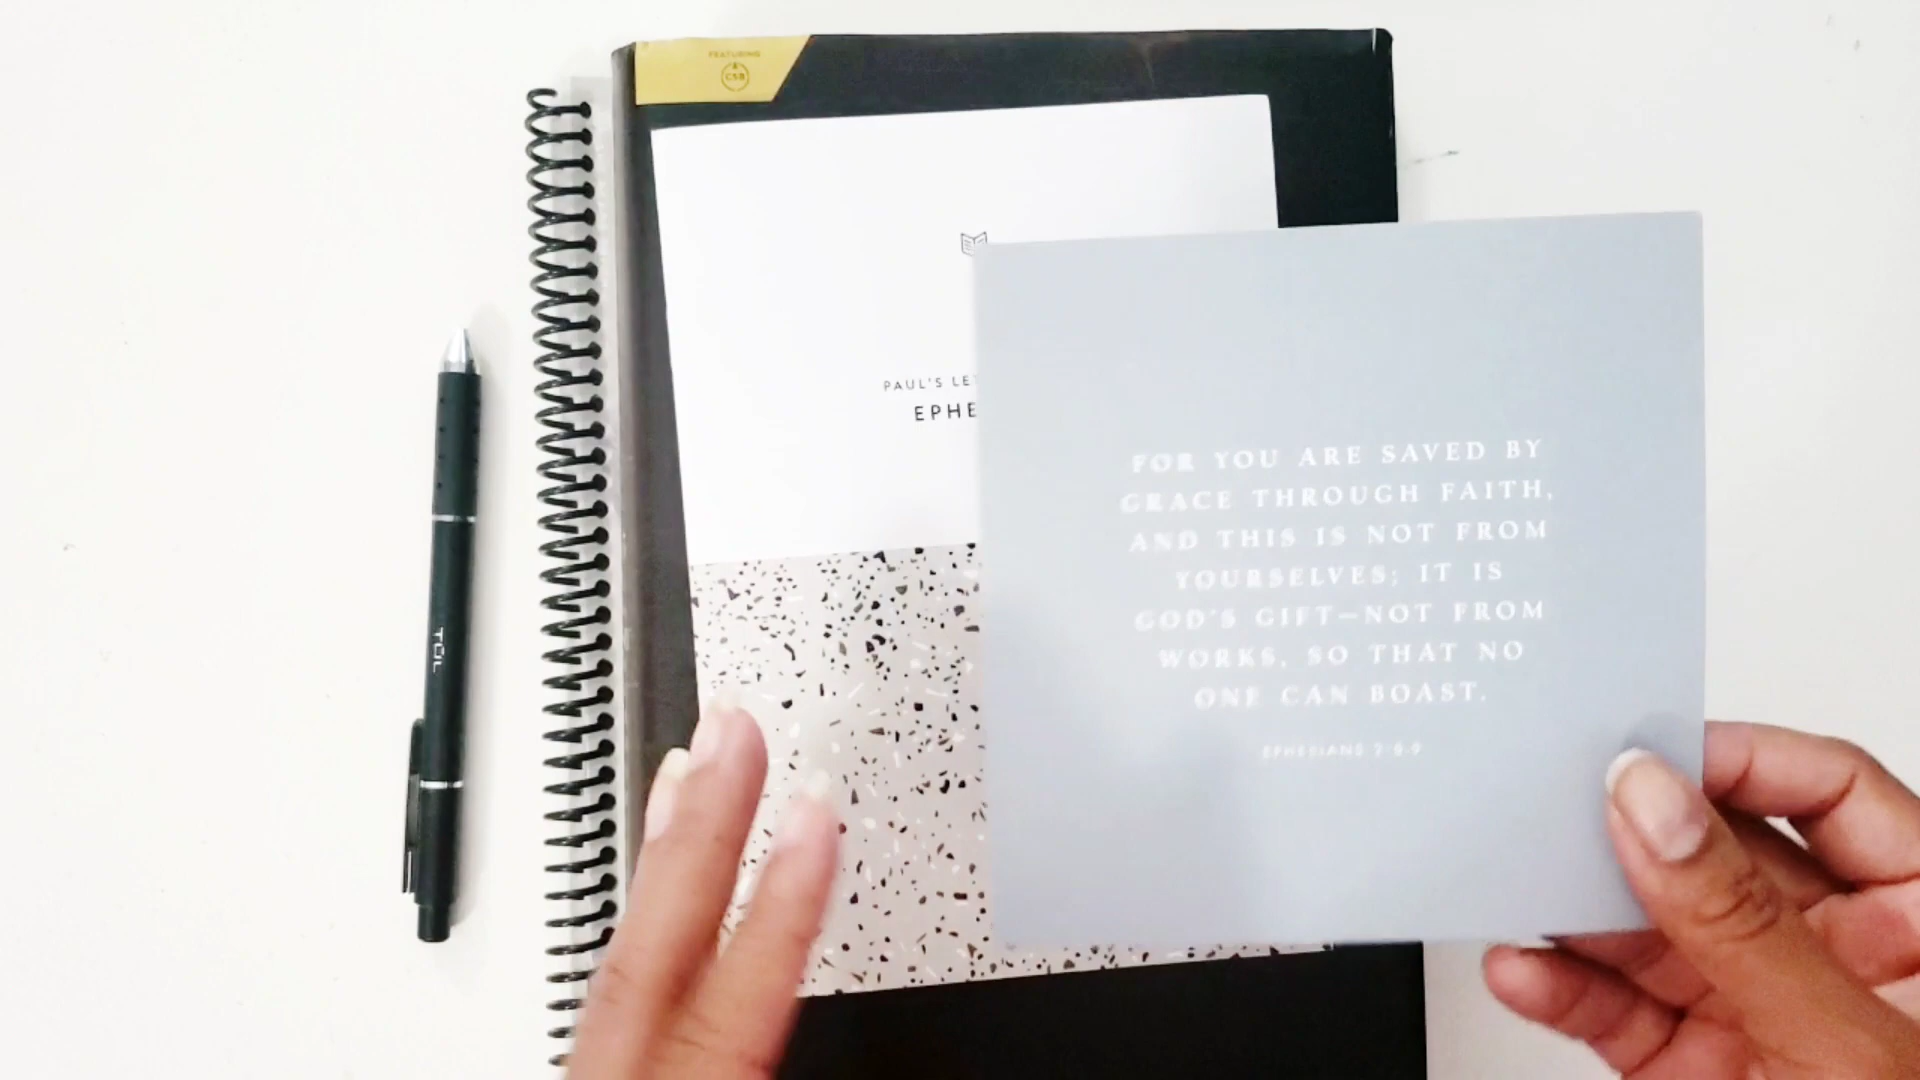 FEATURING
CSB
PAUL'S LE
EPHE
FOR YOU ARE SAVED BY
GRACE THROUGH FAITH,
AND THIS IS NOT FROM
YOURSELVES; IT IS
GOD'S GIFT—NOT FROM
WORKS, SO THAT NO
ONE CAN BOAST.
EPHESIANS 2:8-9
TUL